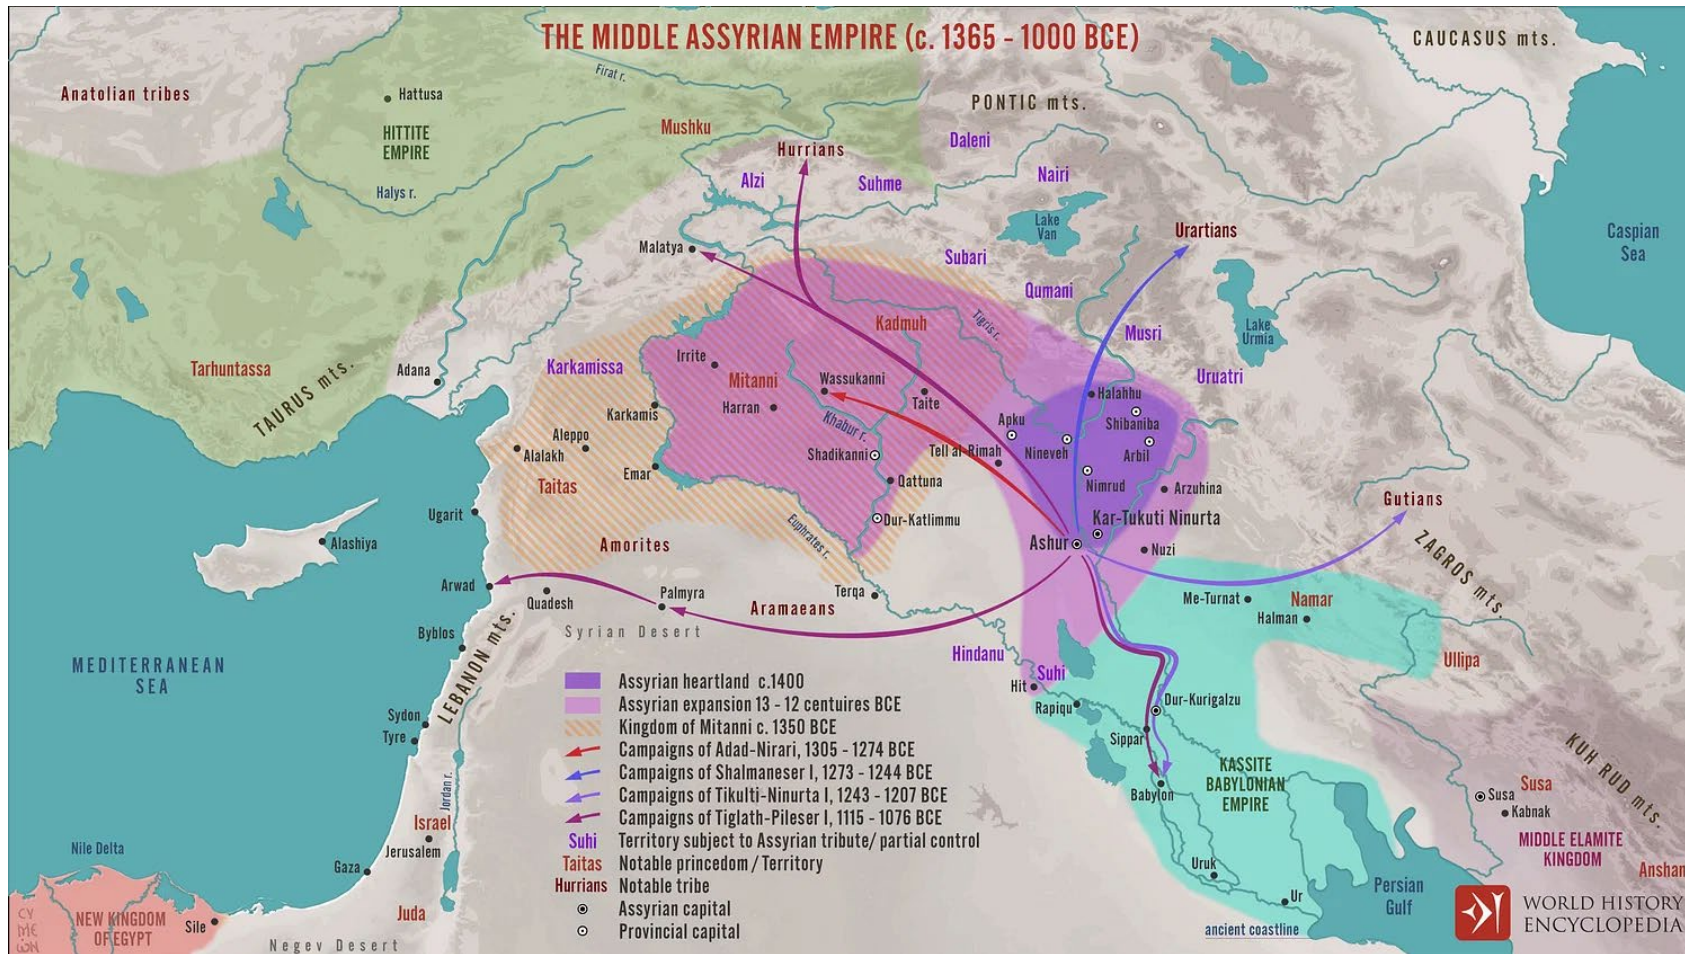 THE MIDDLE ASSYRIAN EMPIRE (c. 1365 - 1000 BCE)
CAUCASUS mts.
Anatolian tribes
Hattusa
HITTITE
EMPIRE
Halys r.
Firat r.
Mushku
PONTIC mts.
Hurrians
Daleni
Alzi
Suhme
Nairi
Lake
Van
Urartians
Caspian
Sea
Malatya
Subari
Qumani
Tigris r.
Kadmuh
Musri
Lake
Urmia
Uruatri
Tarhuntassa
TAURUS mts.
Adana
Karkamissa
Irrite
Mitanni
Wassukanni
Harran
Taite
Karkamis
Khabur r.
Halahhu
Shibaniba
Apku
Nineveh
Arbil
Aleppo
Alalakh
Emar
Taitas
Shadikanni
Tell al-Rimah
Qattuna
Nimrud
Arzuhina
Gutians
Ugarit
Alashiya
Dur-Katlimmu
Kar-Tukuti Ninurta
Ashur
Nuzi
ZAGROS mts.
Euphrates r.
Amorites
Arwad
Quadesh
Palmyra
Terqa
Aramaeans
Syrian Desert
Me-Turnat
Namar
Halman
Byblos
LEBANON mts.
MEDITERRANEAN
SEA
Hindanu
Suhi
Hit
Rapiqu
Ullipa
Dur-Kurigalzu
Sippar
Sydon
Tyre
Jordan r.
KASSITE
BABYLONIAN
EMPIRE
Babylon
KUH RUD mts.
Susa
Susa
Kabnak
MIDDLE ELAMITE
KINGDOM
Anshan
Israel
Jerusalem
Nile Delta
Gaza
Juda
NEW KINGDOM
OF EGYPT
Sile
Negev Desert
Uruk
Ur
Persian
Gulf
ancient coastline
Assyrian heartland c.1400
Assyrian expansion 13 - 12 centuires BCE
Kingdom of Mitanni c. 1350 BCE
Campaigns of Adad-Nirari, 1305 - 1274 BCE
Campaigns of Shalmaneser I, 1273 - 1244 BCE
Campaigns of Tikulti-Ninurta I, 1243 - 1207 BCE
Campaigns of Tiglath-Pileser I, 1115 - 1076 BCE
Suhi Territory subject to Assyrian tribute/ partial control
Taitas Notable princedom / Territory
Hurrians Notable tribe
Assyrian capital
Provincial capital
WORLD HISTORY
ENCYCLOPEDIA